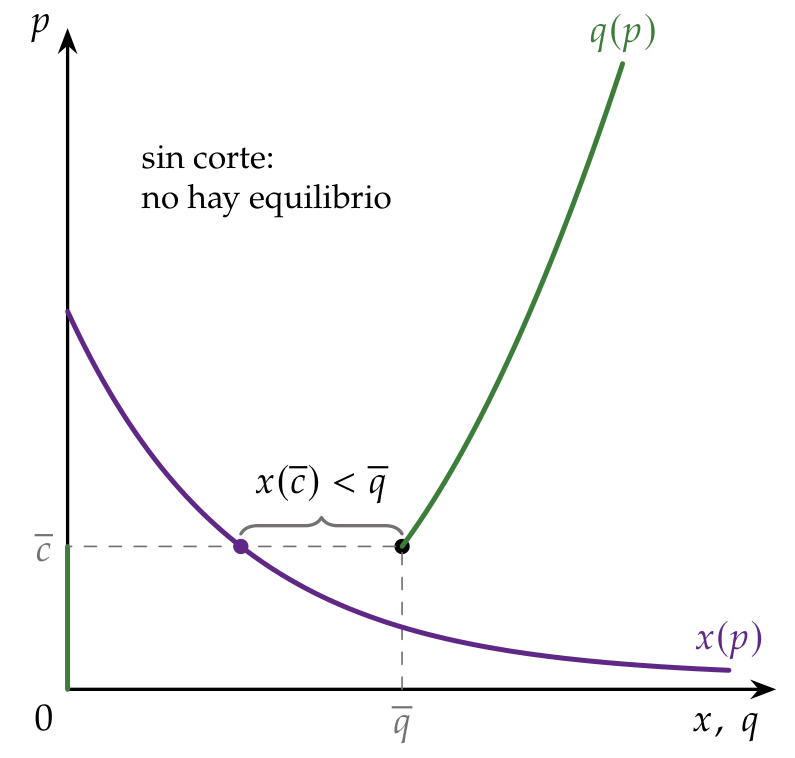 p
q(p)
sin corte:
no hay equilibrio
x(c̅) < q̅
c̅
x(p)
0
q̅
x, q